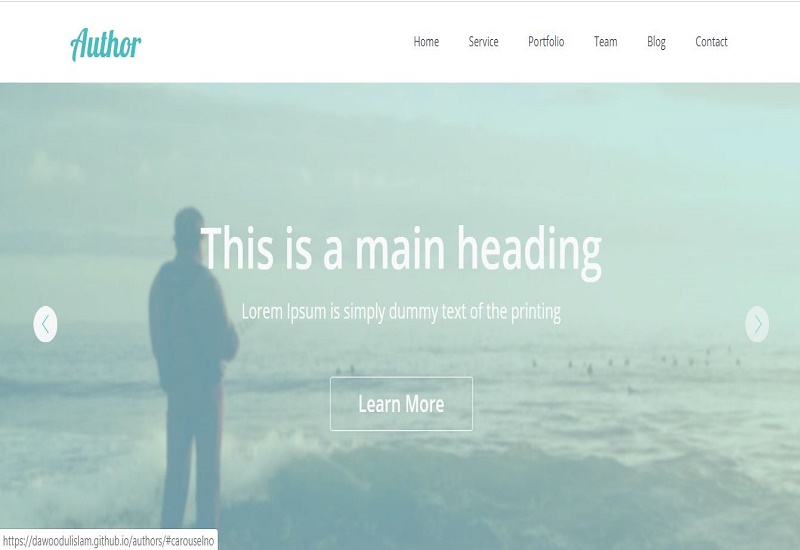 Author
Home Service Portfolio Team Blog Contact
This is a main heading
Lorem Ipsum is simply dummy text of the printing
Learn More
https://dawoodulislam.github.io/authors/#carouselno